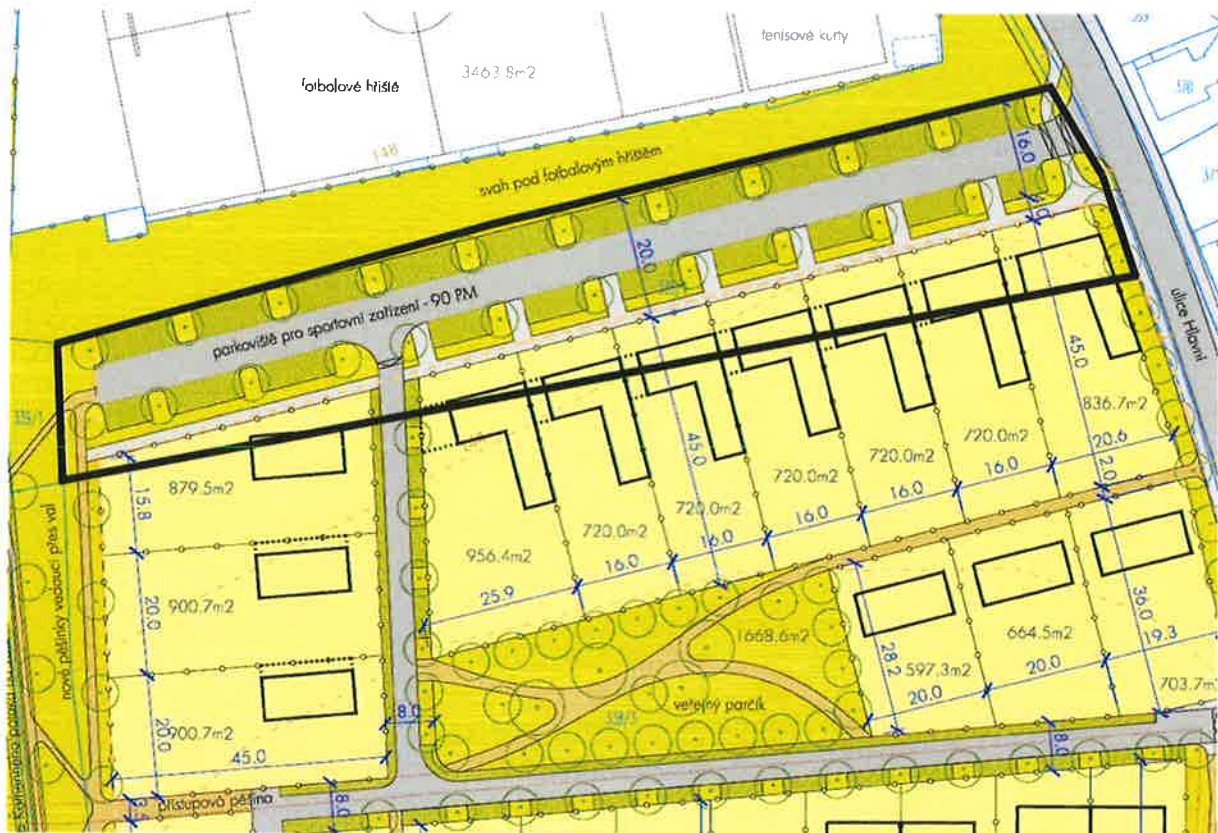 tenisové kurty
fotbalové hřiště
3463.8m2
148
svah pod fotbalovým hřištěm
16.0
20.0
parkoviště pro sportovní zařízení - 90 PM
ulice Hlavní
45.0
836.7m2
20.6
720.0m2
16.0
2.0
720.0m2
16.0
720.0m2
16.0
45.0
720.0m2
16.0
720.0m2
16.0
956.4m2
25.9
879.5m2
15.8
nové pěšinky vedoucí přes val
900.7m2
20.0
900.7m2
20.0
45.0
8.0
1668.6m2
veřejný parčík
28.2
597.3m2
20.0
664.5m2
20.0
36.0
19.3
703.7m
8.0
přístupová pěšina
3.5
8.0